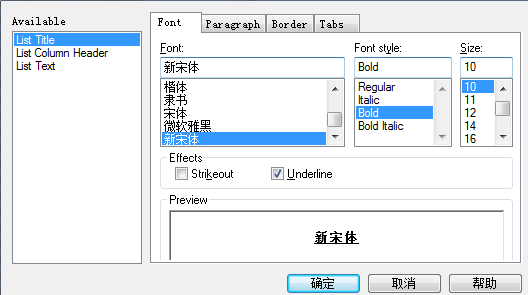 Available
List Title
List Column Header
List Text
Font Paragraph Border Tabs
Font: Font style: Size:
新宋体 Bold 10
楷体 Regular 10
隶书 Italic 11
宋体 Bold 12
微软雅黑 Bold Italic 14
新宋体 16
Effects
Strikeout Underline
Preview
新宋体
确定 取消 帮助